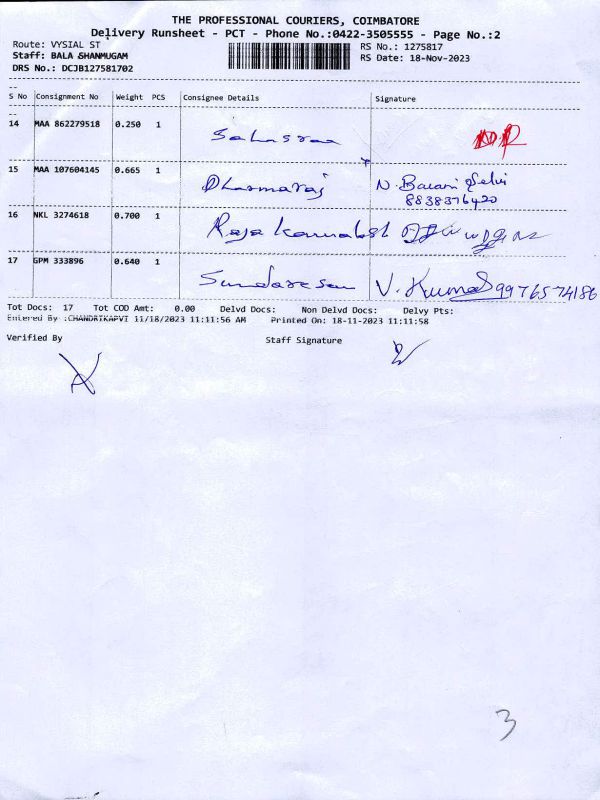 THE PROFESSIONAL COURIERS, COIMBATORE
Delivery Runsheet - PCT - Phone No.:0422-3505555 - Page No.:2
Route: VYSIAL ST RS No.: 1275817
Staff: BALA SHANMUGAM RS Date: 18-Nov-2023
DRS No.: DCJB127581702
S No Consignment No Weight PCS Consignee Details Signature
14 MAA 862279518 0.250 1 Sahasraa
15 MAA 107604145 0.665 1 Dharmaraj N. Barani Selvi
8838376420
16 NKL 3274618 0.700 1 Raja
17 GPM 333896 0.640 1 Sundaresan V. Kumar 9976574186
Tot Docs: 17 Tot COD Amt: 0.00 Delvd Docs: Non Delvd Docs: Delvy Pts:
Entered By :CHANDRIKAPVI 11/18/2023 11:11:56 AM Printed On: 18-11-2023 11:11:58
Verified By Staff Signature
3